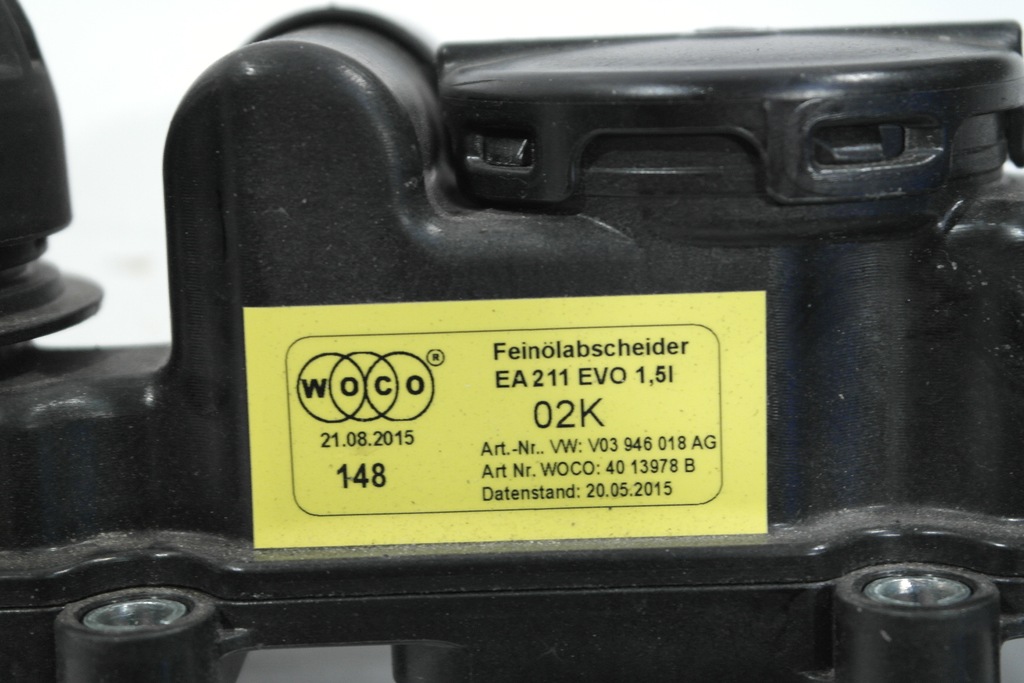 WOCO®
21.08.2015
148
Feinölabscheider
EA 211 EVO 1,5l
02K
Art.-Nr.. VW: V03 946 018 AG
Art Nr. WOCO: 40 13978 B
Datenstand: 20.05.2015